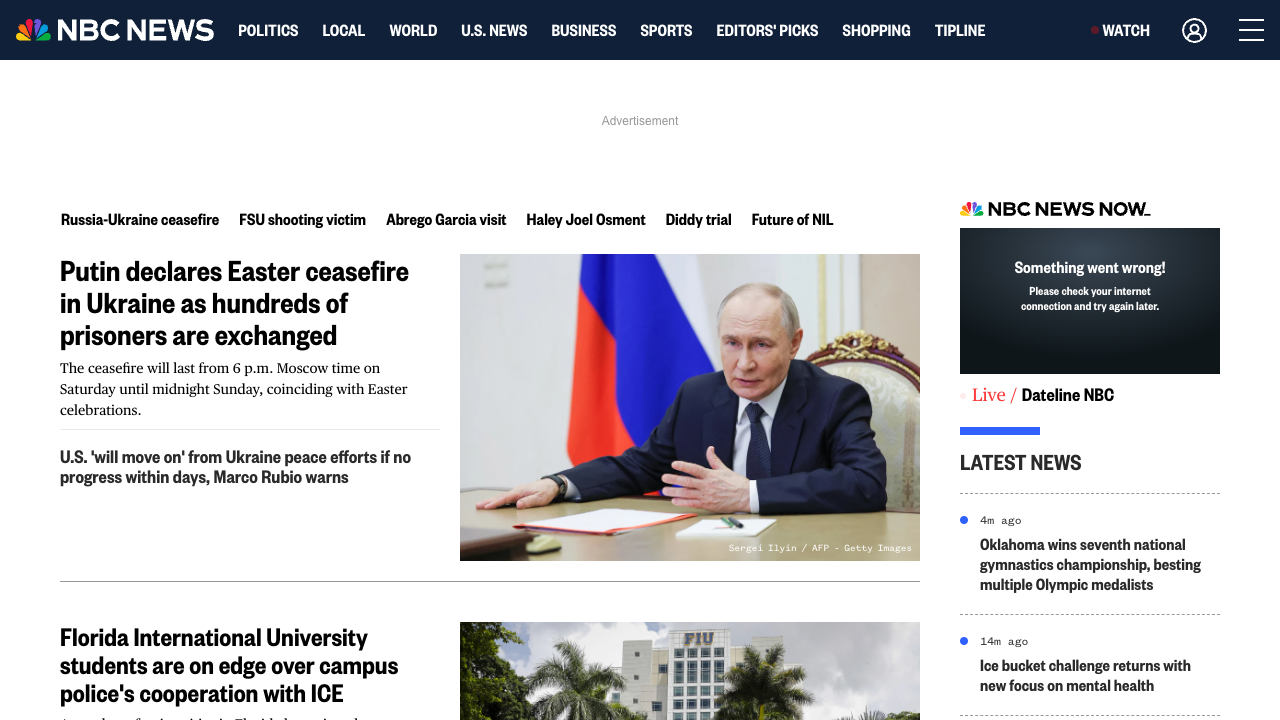 NBC NEWS POLITICS LOCAL WORLD U.S. NEWS BUSINESS SPORTS EDITORS' PICKS SHOPPING TIPLINE WATCH
Advertisement
Russia-Ukraine ceasefire FSU shooting victim Abrego Garcia visit Haley Joel Osment Diddy trial Future of NIL
Putin declares Easter ceasefire
in Ukraine as hundreds of
prisoners are exchanged
The ceasefire will last from 6 p.m. Moscow time on
Saturday until midnight Sunday, coinciding with Easter
celebrations.
U.S. 'will move on' from Ukraine peace efforts if no
progress within days, Marco Rubio warns
Sergei Ilyin / AFP - Getty Images
Florida International University
students are on edge over campus
police's cooperation with ICE
FIU
NBC NEWS NOW_
Something went wrong!
Please check your internet
connection and try again later.
Live / Dateline NBC
LATEST NEWS
4m ago
Oklahoma wins seventh national
gymnastics championship, besting
multiple Olympic medalists
14m ago
Ice bucket challenge returns with
new focus on mental health